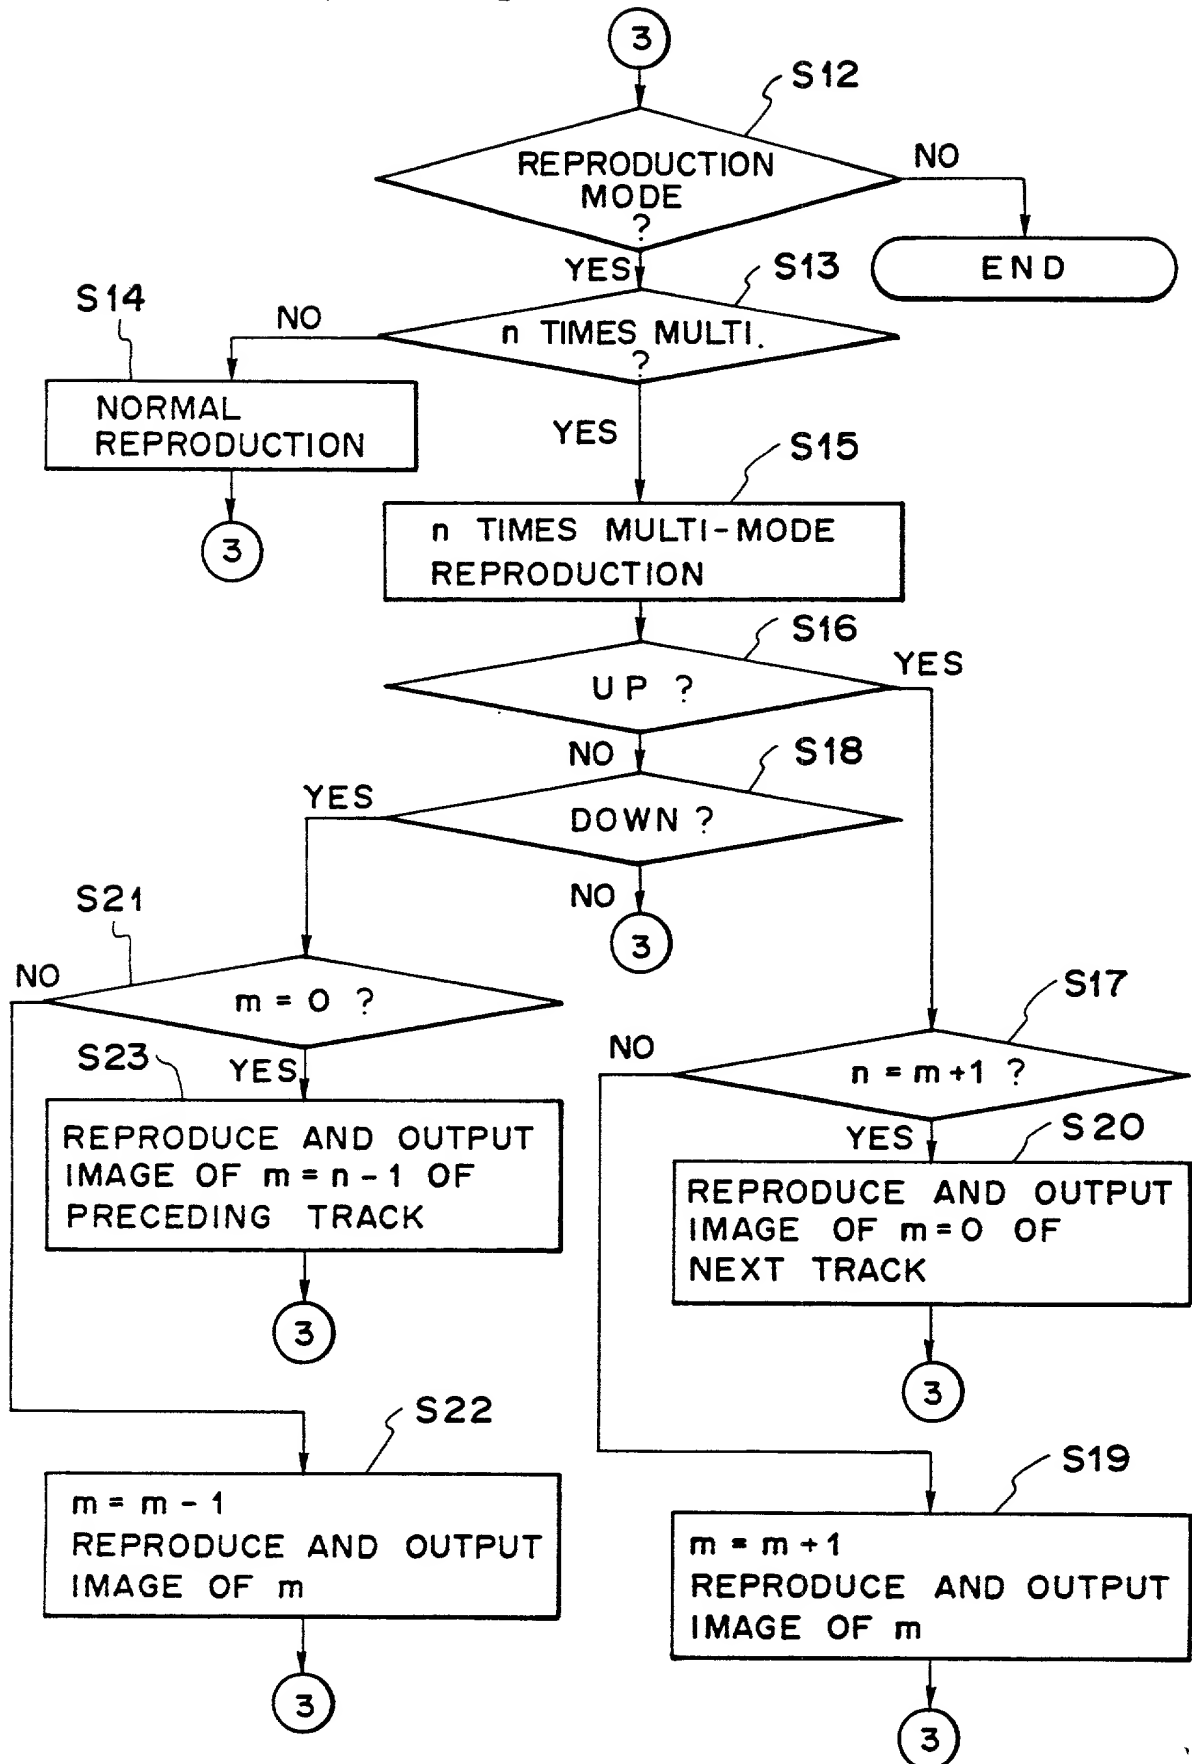 3
S12
REPRODUCTION
MODE
?
NO
END
YES
S13
n TIMES MULTI.
?
NO
S14
NORMAL
REPRODUCTION
3
YES
S15
n TIMES MULTI-MODE
REPRODUCTION
S16
UP ?
YES
NO
S18
DOWN ?
YES
NO
3
S21
m = 0 ?
NO
YES
S23
REPRODUCE AND OUTPUT
IMAGE OF m = n - 1 OF
PRECEDING TRACK
3
S17
n = m + 1 ?
NO
YES
S20
REPRODUCE AND OUTPUT
IMAGE OF m = 0 OF
NEXT TRACK
3
S22
m = m - 1
REPRODUCE AND OUTPUT
IMAGE OF m
3
S19
m = m + 1
REPRODUCE AND OUTPUT
IMAGE OF m
3